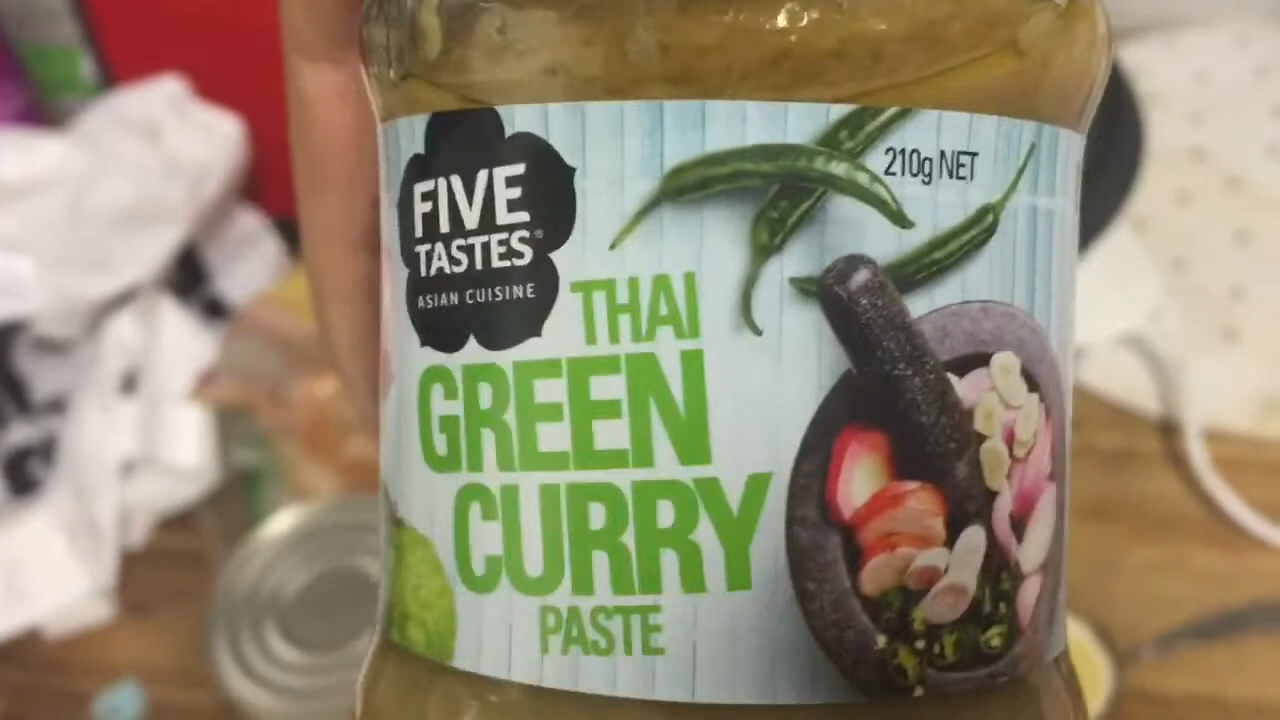 FIVE
TASTES®
ASIAN CUISINE
210g NET
THAI
GREEN
CURRY
PASTE